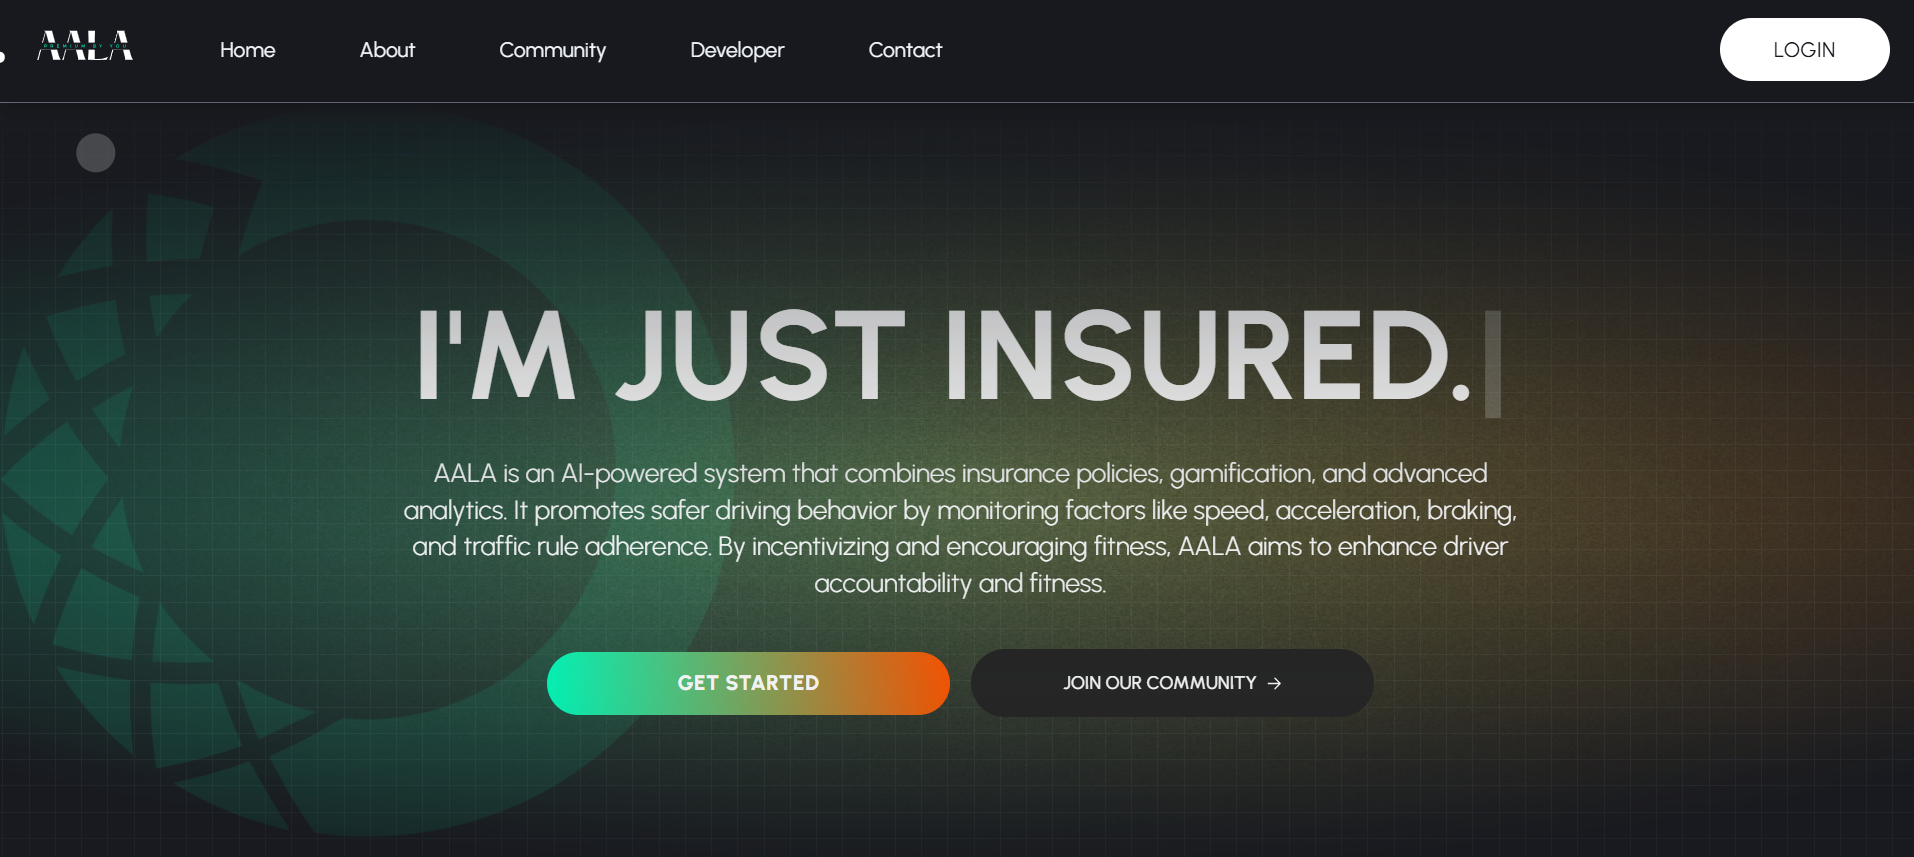 AALA
PREMIUM BY YOU
Home
About
Community
Developer
Contact
LOGIN
I'M JUST INSURED.
AALA is an AI-powered system that combines insurance policies, gamification, and advanced
analytics. It promotes safer driving behavior by monitoring factors like speed, acceleration, braking,
and traffic rule adherence. By incentivizing and encouraging fitness, AALA aims to enhance driver
accountability and fitness.
GET STARTED
JOIN OUR COMMUNITY →